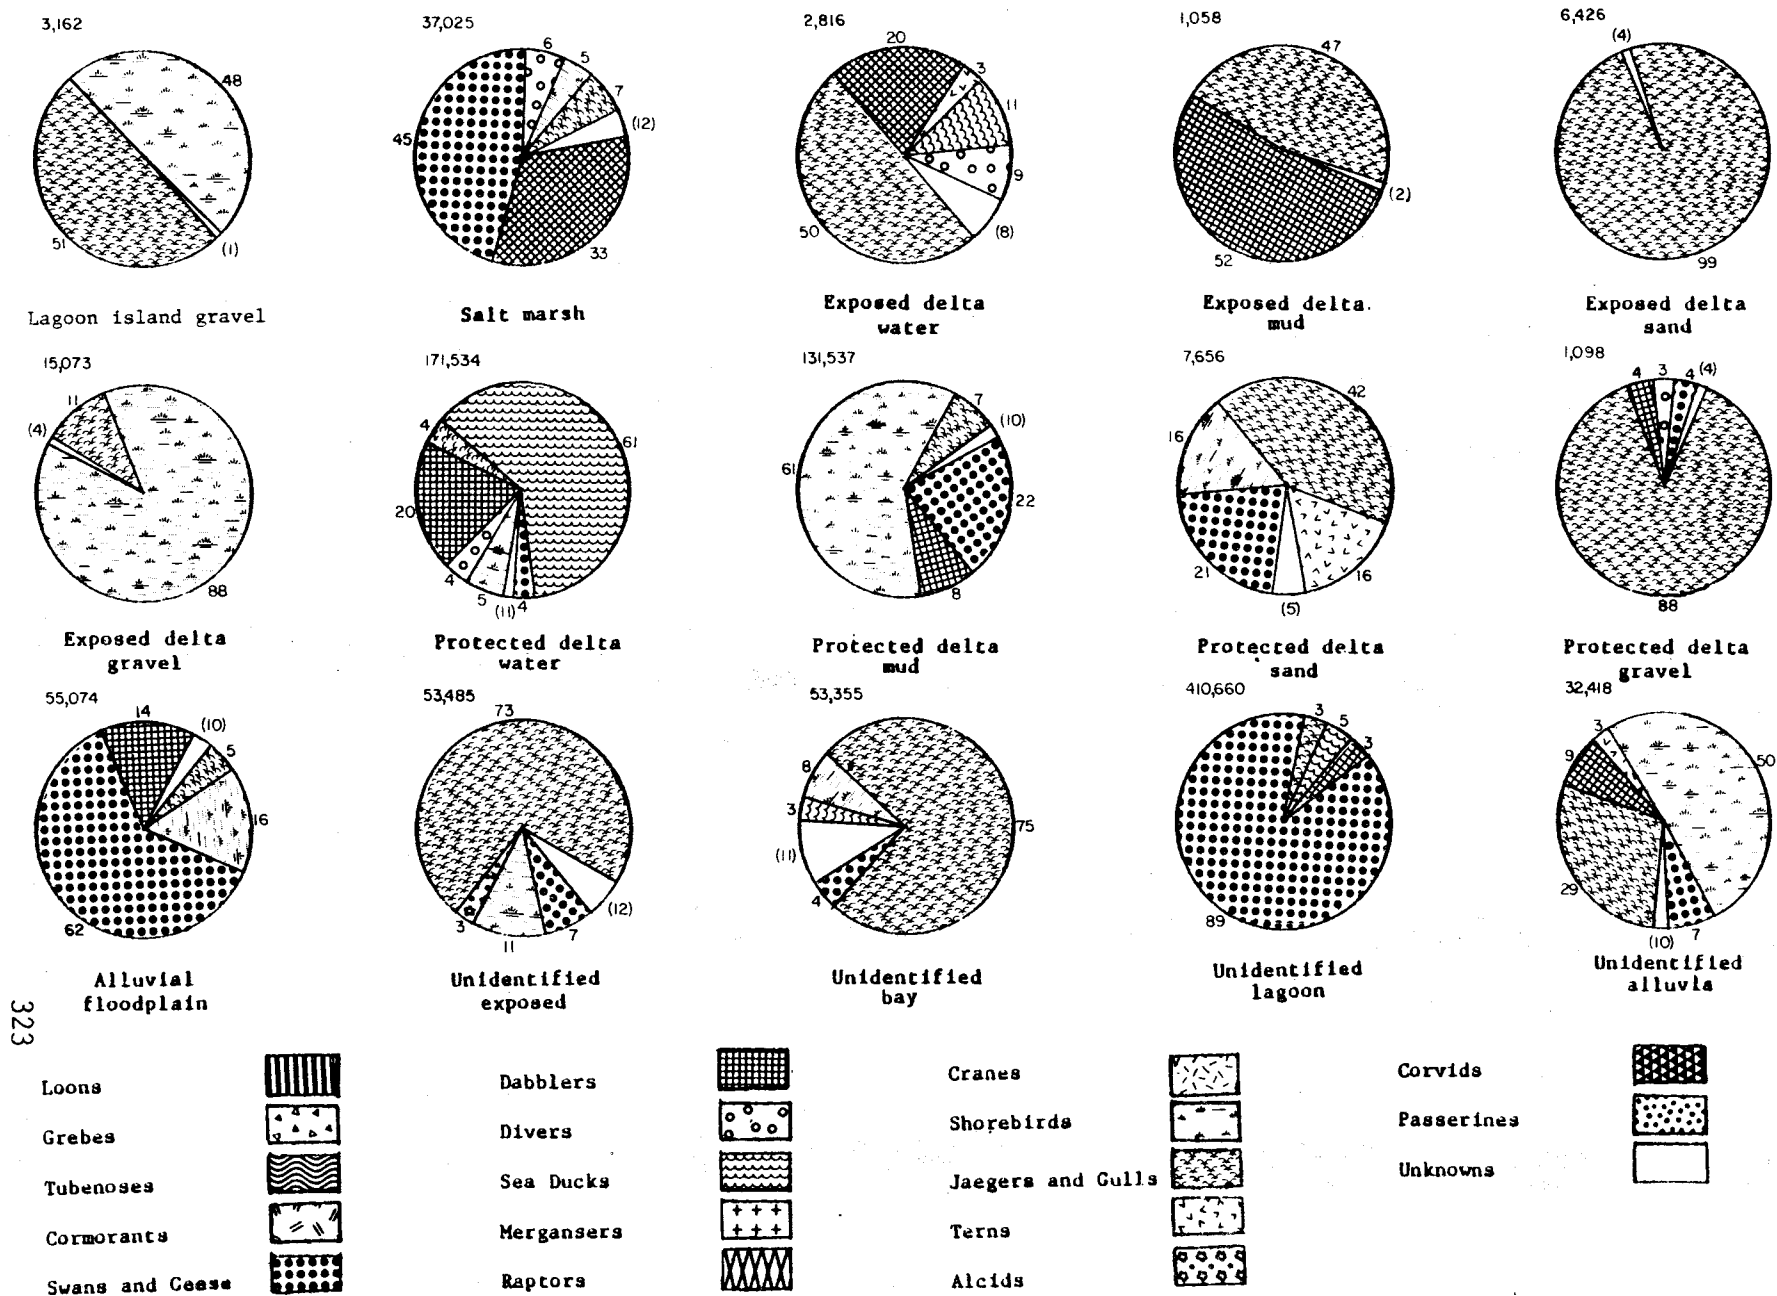 3,162
48
51
(1)
Lagoon island gravel
37,025
6
5
7
(12)
45
33
Salt marsh
2,816
20
3
11
9
50
(8)
Exposed delta
water
1,058
47
(2)
52
Exposed delta.
mud
6,426
(4)
99
Exposed delta
sand
15,073
11
(4)
88
Exposed delta
gravel
171,534
4
61
20
4
5
(11)
4
Protected delta
water
131,537
7
(10)
61
22
8
Protected delta
mud
7,656
42
16
21
16
(5)
Protected delta
sand
1,098
4
3
4
(4)
88
Protected delta
gravel
55,074
14
(10)
5
16
62
Alluvial
floodplain
53,485
73
(12)
3
11
7
Unidentified
exposed
53,355
8
3
75
(11)
4
Unidentified
bay
410,660
3
5
3
89
Unidentified
lagoon
32,418
3
9
50
29
(10)
7
Unidentified
alluvia
323
Loons
Grebes
Tubenoses
Cormorants
Swans and Geese
Dabblers
Divers
Sea Ducks
Mergansers
Raptors
Cranes
Shorebirds
Jaegers and Gulls
Terns
Alcids
Corvids
Passerines
Unknowns